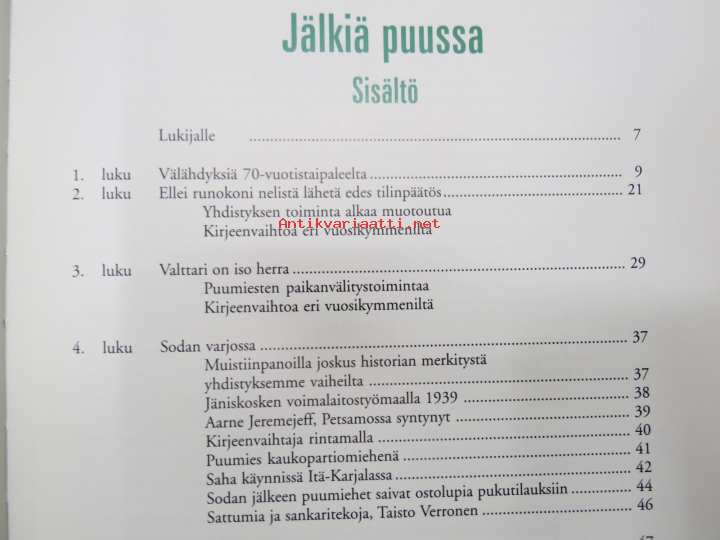 Jälkiä puussa
Sisältö
Lukijalle ........ 7
1. luku Välähdyksiä 70-vuotistaipaleelta ........ 9
2. luku Ellei runokoni nelistä lähetä edes tilinpäätös ........ 21
Yhdistyksen toiminta alkaa muotoutua
Antikvariaatti.net
Kirjeenvaihtoa eri vuosikymmeniltä
3. luku Valttari on iso herra ........ 29
Puumiesten paikanvälitystoimintaa
Kirjeenvaihtoa eri vuosikymmeniltä
4. luku Sodan varjossa ........ 37
Muistiinpanoilla joskus historian merkitystä
yhdistyksemme vaiheilta ........ 37
Jäniskosken voimalaitostyömaalla 1939 ........ 38
Aarne Jeremejeff, Petsamossa syntynyt ........ 39
Kirjeenvaihtaja rintamalla ........ 40
Puumies kaukopartiomiehenä ........ 41
Saha käynnissä Itä-Karjalassa ........ 42
Sodan jälkeen puumiehet saivat ostolupia pukutilauksiin ........ 44
Sattumia ja sankaritekoja, Taisto Verronen ........ 46